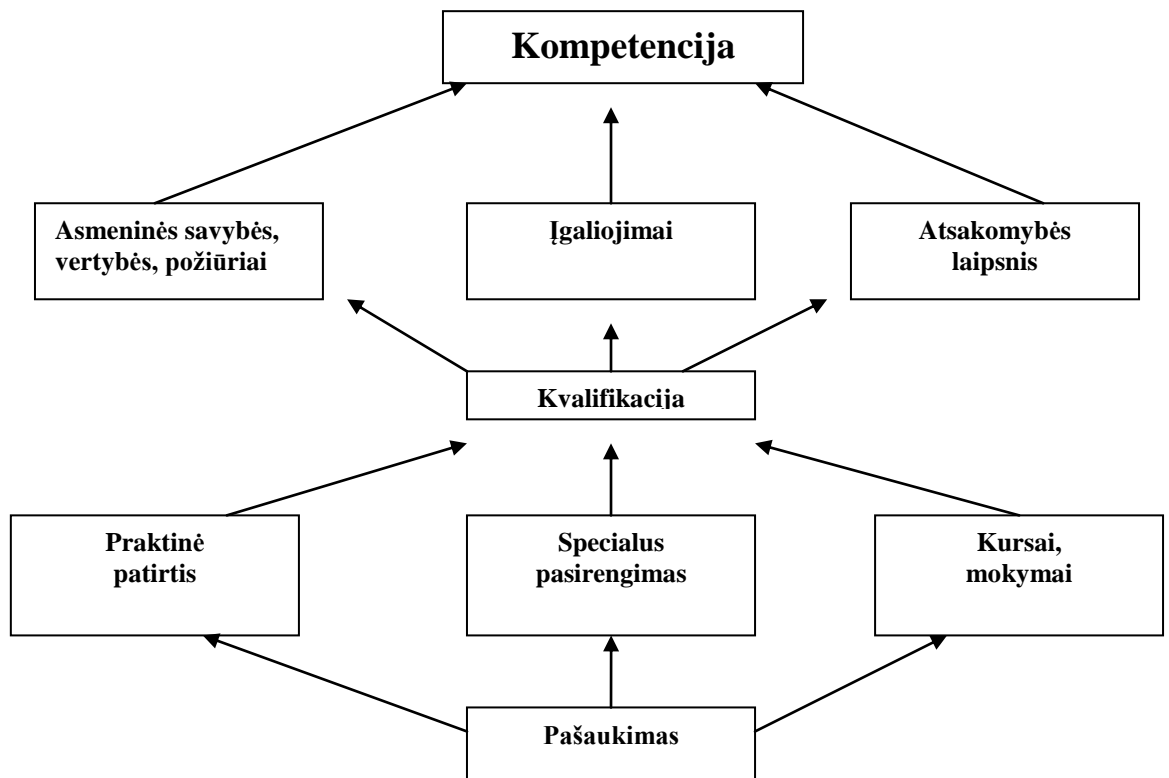 Kompetencija
Asmeninės savybės,
vertybės, požiūriai
Įgaliojimai
Atsakomybės
laipsnis
Kvalifikacija
Praktinė
patirtis
Specialus
pasirengimas
Kursai,
mokymai
Pašaukimas